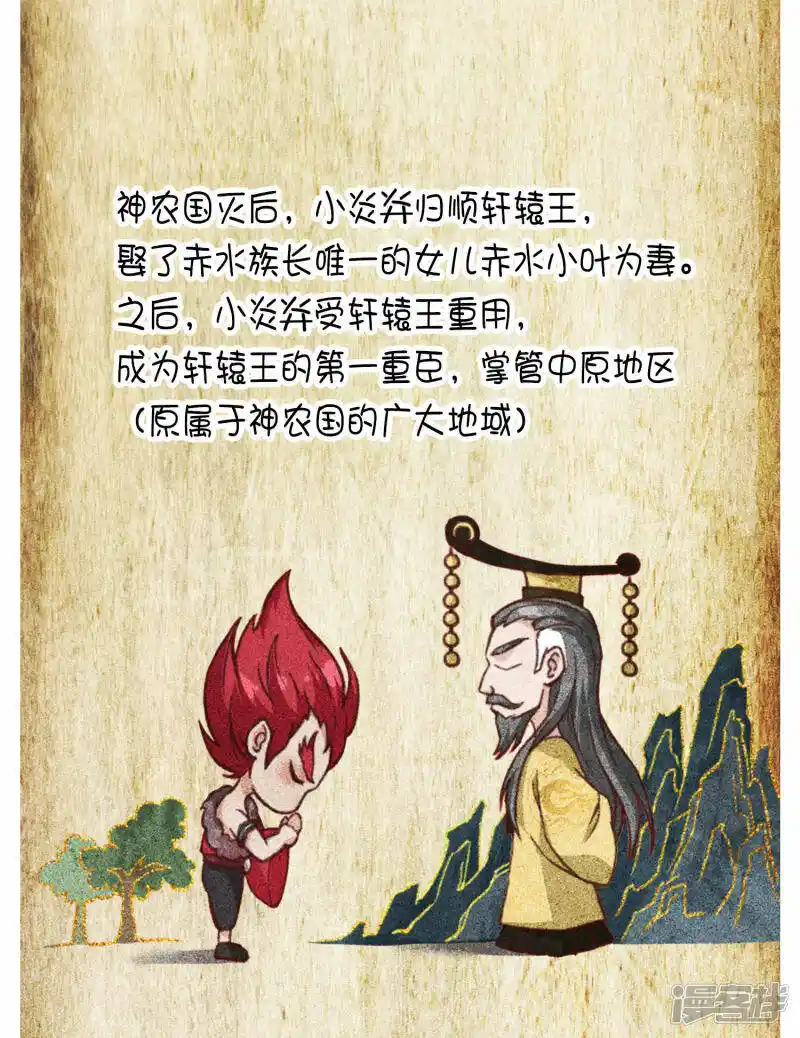 神农国灭后，小炎灷归顺轩辕王，
娶了赤水族长唯一的女儿赤水小叶为妻。
之后，小炎灷受轩辕王重用，
成为轩辕王的第一重臣，掌管中原地区
（原属于神农国的广大地域）
漫客栈